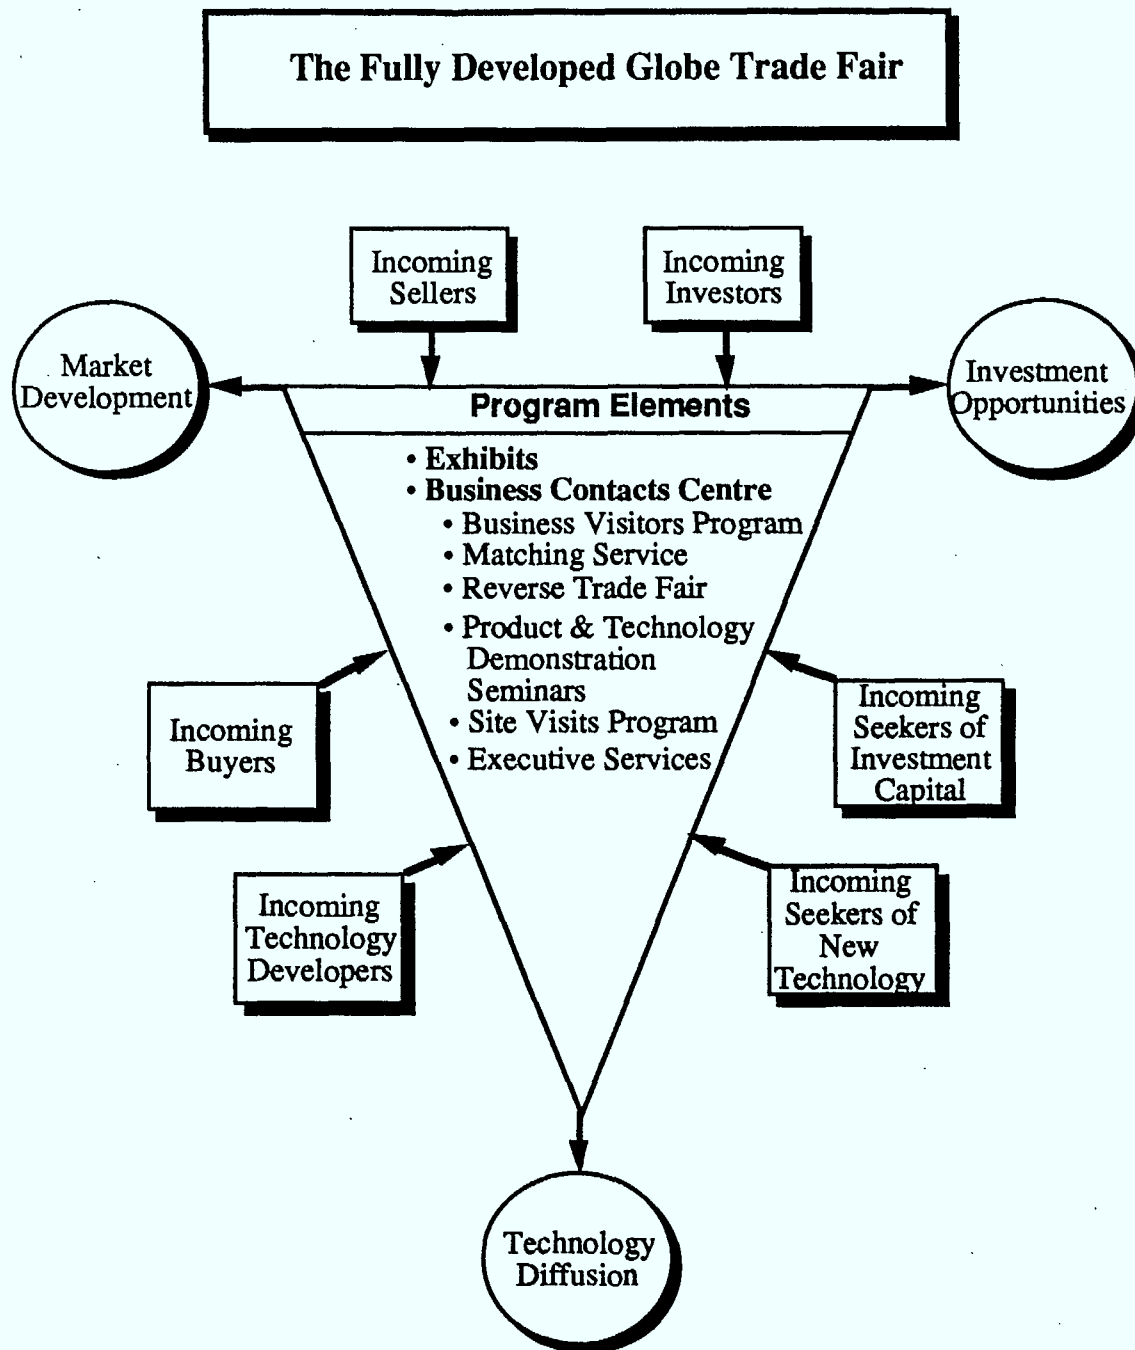 The Fully Developed Globe Trade Fair
Incoming
Sellers
Incoming
Investors
Market
Development
Investment
Opportunities
Program Elements
• Exhibits
• Business Contacts Centre
• Business Visitors Program
• Matching Service
• Reverse Trade Fair
• Product & Technology
Demonstration
Seminars
• Site Visits Program
• Executive Services
Incoming
Buyers
Incoming
Seekers of
Investment
Capital
Incoming
Technology
Developers
Incoming
Seekers of
New
Technology
Technology
Diffusion